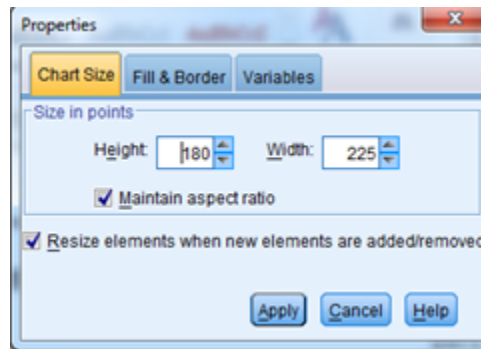 Properties
Chart Size Fill & Border Variables
Size in points
Height: 180 Width: 225
Maintain aspect ratio
Resize elements when new elements are added/removed
Apply Cancel Help